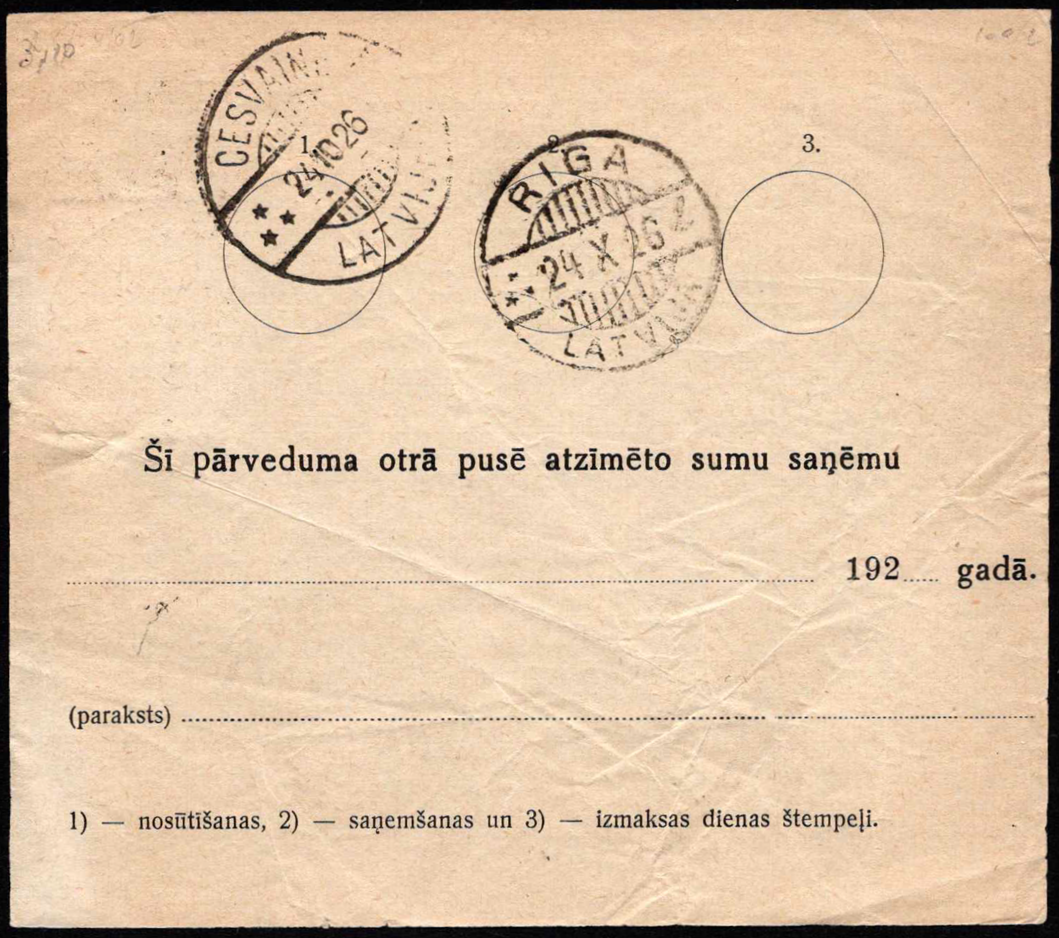 CESVAINE
24 10 26
LATVIJA
1.
2.
3.
RIGA
24 X 26 Z
LATVIJA
Šī pārveduma otrā pusē atzīmēto sumu saņēmu
192 gadā.
(paraksts)
1) — nosūtīšanas, 2) — saņemšanas un 3) — izmaksas dienas štempeļi.